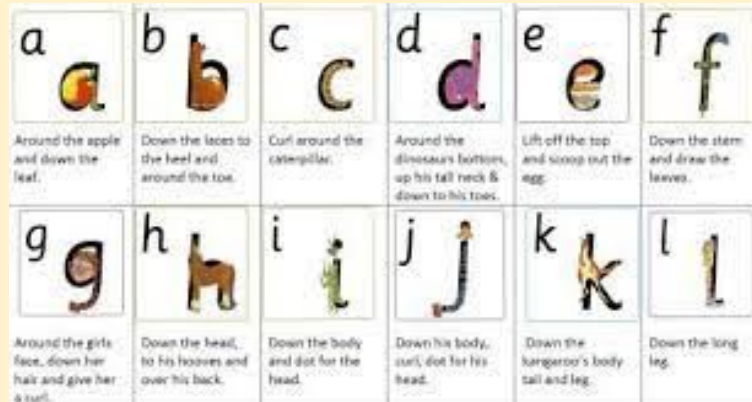 a
b
c
d
e
f
Around the apple
and down the
leaf.
Down the laces to
the heel and
around the toe.
Curl around the
caterpillar.
Around the
dinosaurs bottom,
up his tall neck &
down to his toes.
Lift off the top
and scoop out the
egg.
Down the stem
and draw the
leaves.
g
h
i
j
k
l
Around the girls
face, down her
hair and give her
a curl.
Down the head,
to his hooves and
over his back.
Down the body
and dot for the
head.
Down his body,
curl, dot for his
head.
Down the
kangaroo's body
tail and leg.
Down the long
leg.